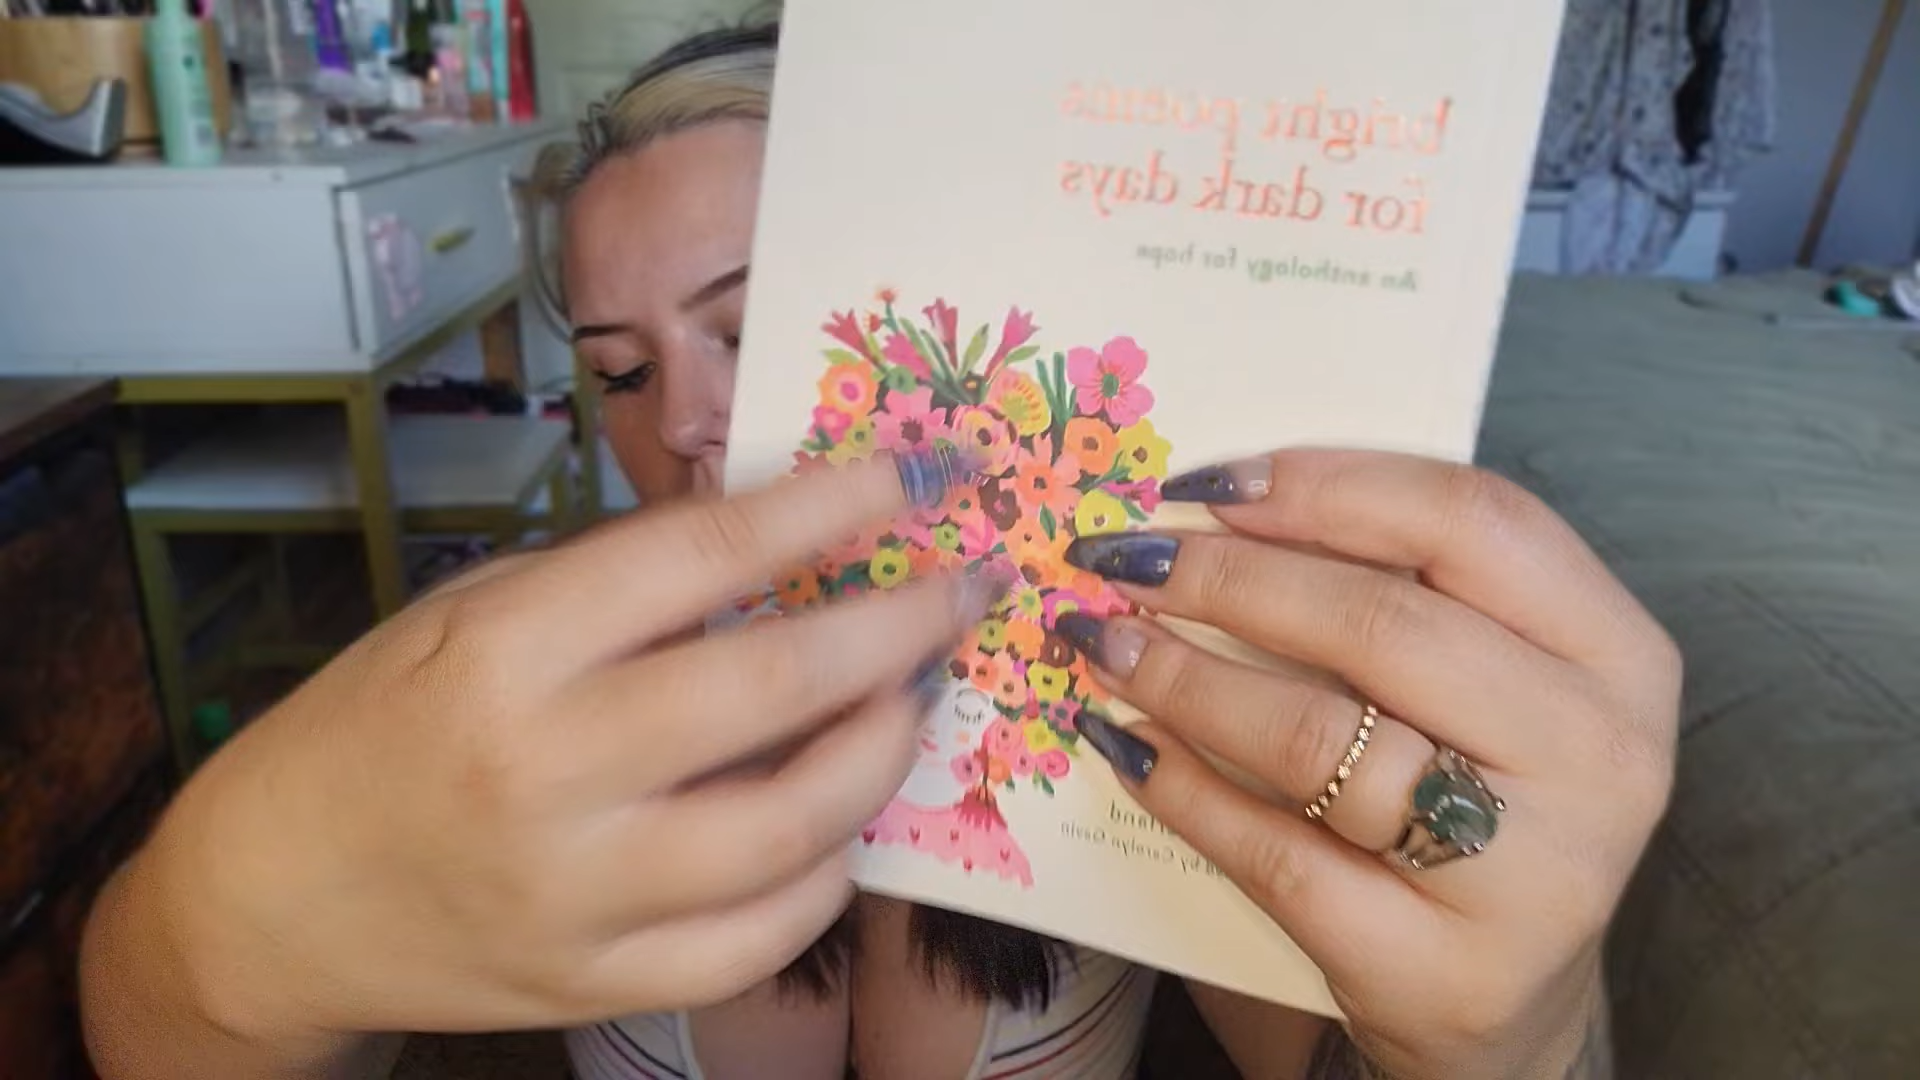 bright poems
for dark days
An anthology for hope
by Carolyn Gavin